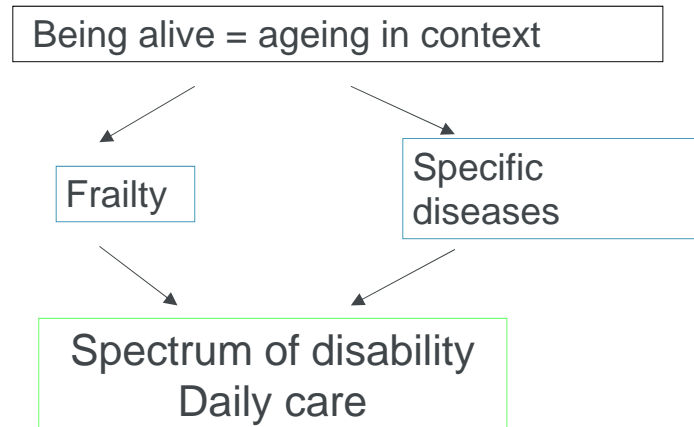 Being alive = ageing in context
Frailty
Specific
diseases
Spectrum of disability
Daily care